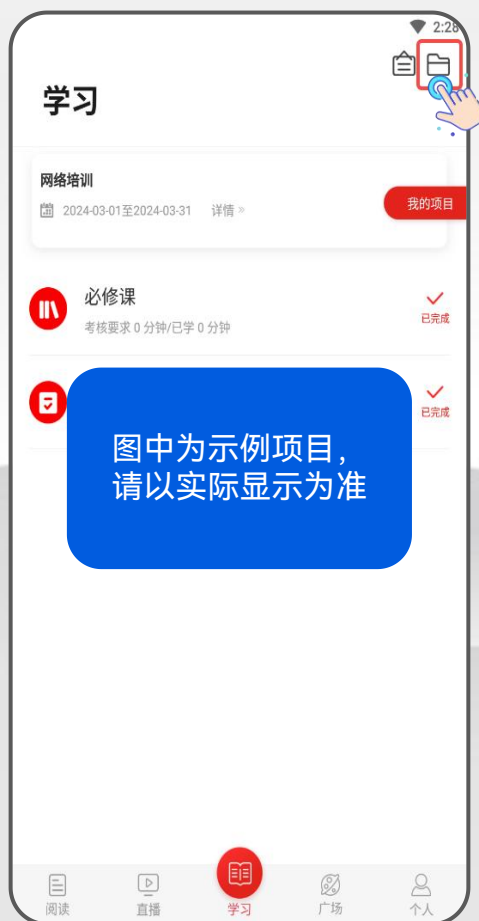 2:28
学习
网络培训
2024-03-01至2024-03-31 详情 »
我的项目
必修课
考核要求 0 分钟/已学 0 分钟
已完成
已完成
图中为示例项目，
请以实际显示为准
阅读 直播 学习 广场 个人